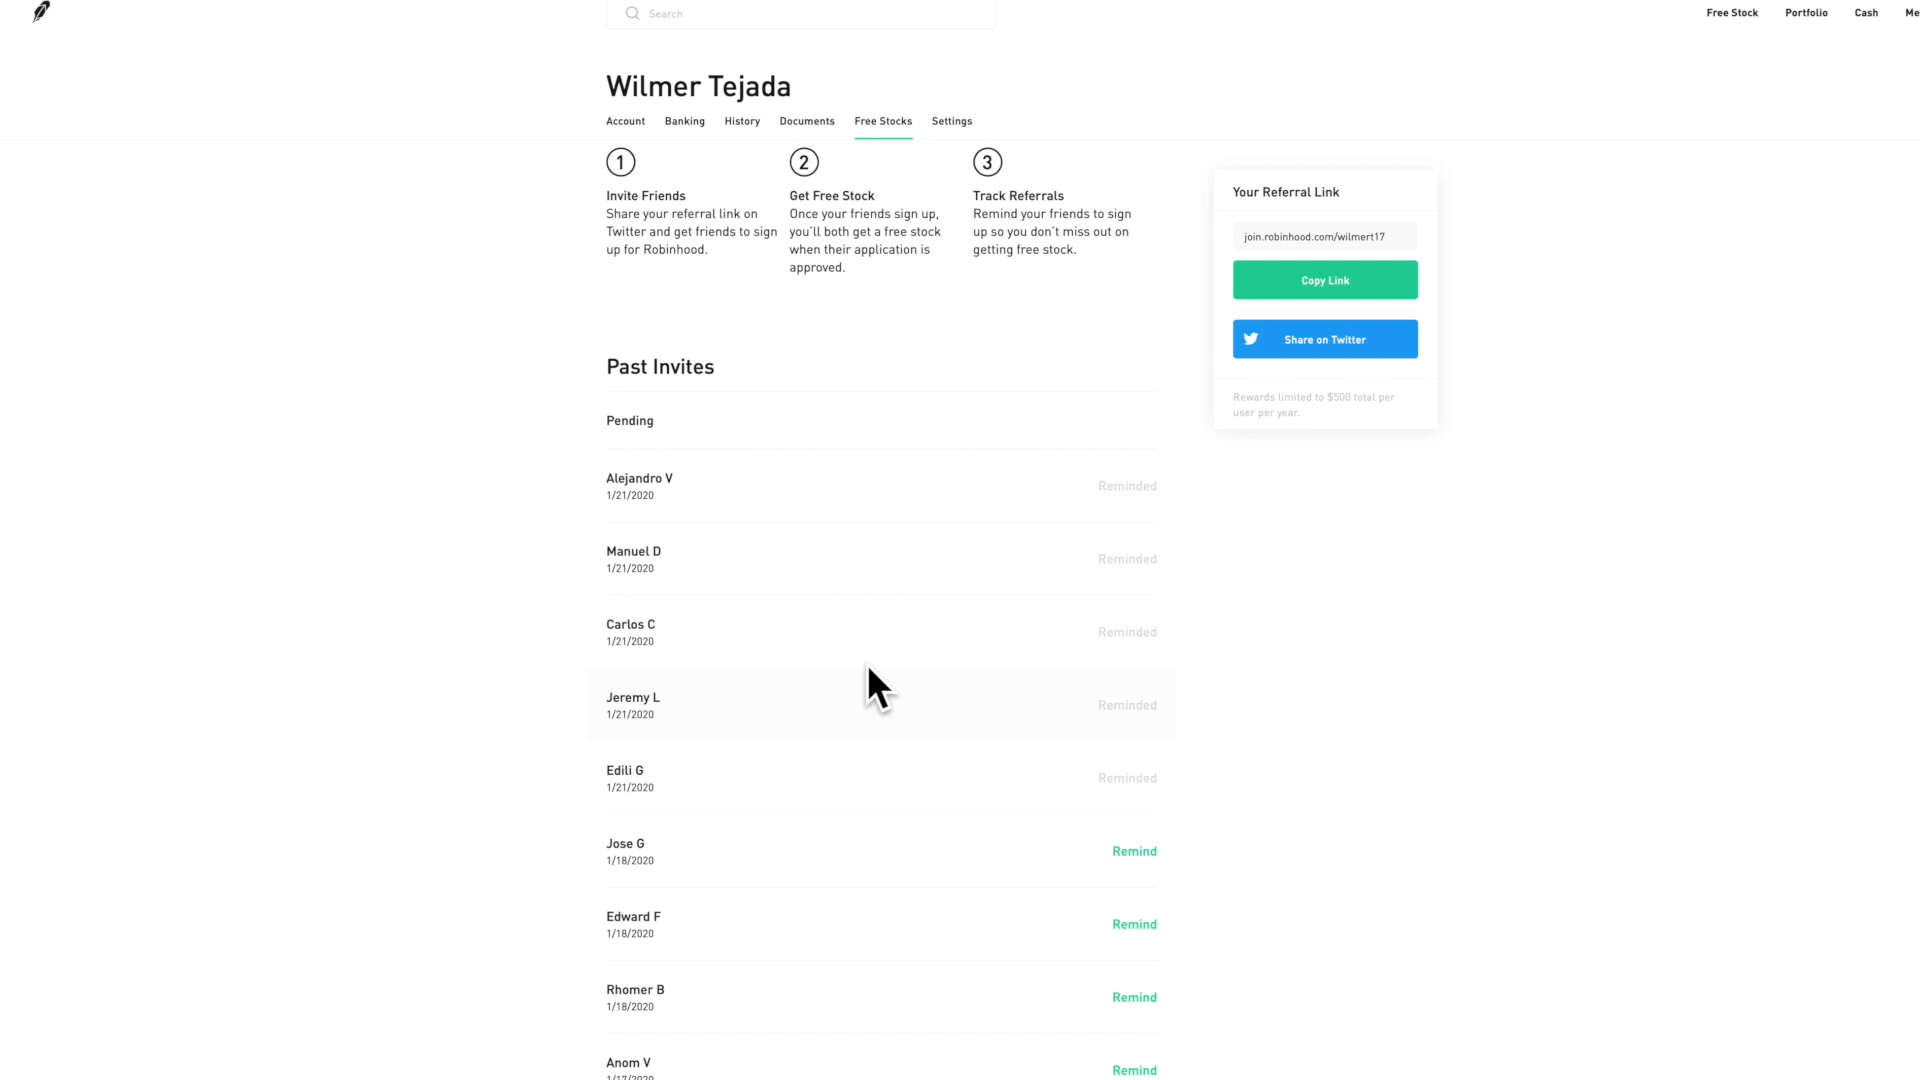 Search
Free Stock
Portfolio
Cash
Me
Wilmer Tejada
Account
Banking
History
Documents
Free Stocks
Settings
1
Invite Friends
Share your referral link on
Twitter and get friends to sign
up for Robinhood.
2
Get Free Stock
Once your friends sign up,
you'll both get a free stock
when their application is
approved.
3
Track Referrals
Remind your friends to sign
up so you don't miss out on
getting free stock.
Your Referral Link
join.robinhood.com/wilmert17
Copy Link
Share on Twitter
Rewards limited to $500 total per
user per year.
Past Invites
Pending
Alejandro V
1/21/2020
Reminded
Manuel D
1/21/2020
Reminded
Carlos C
1/21/2020
Reminded
Jeremy L
1/21/2020
Reminded
Edili G
1/21/2020
Reminded
Jose G
1/18/2020
Remind
Edward F
1/18/2020
Remind
Rhomer B
1/18/2020
Remind
Anom V
1/17/2020
Remind